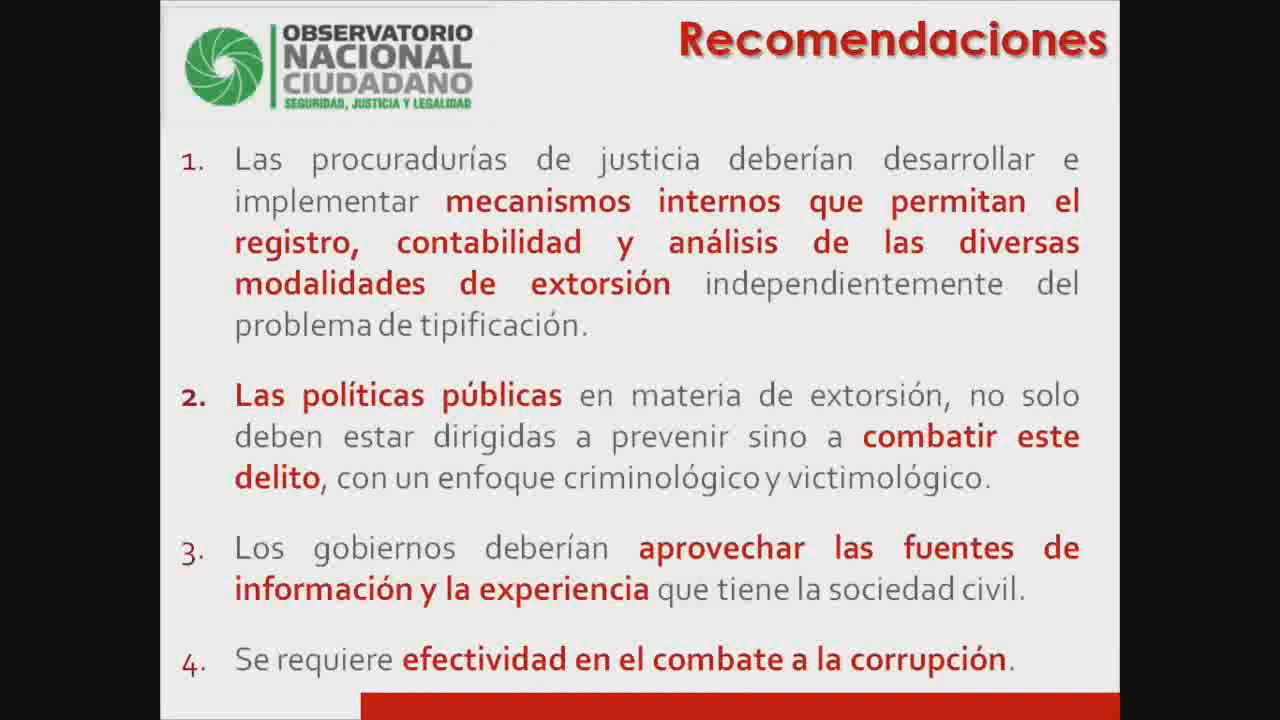 OBSERVATORIO
NACIONAL
CIUDADANO
SEGURIDAD, JUSTICIA Y LEGALIDAD
Recomendaciones
1. Las procuradurías de justicia deberían desarrollar e
implementar mecanismos internos que permitan el
registro, contabilidad y análisis de las diversas
modalidades de extorsión independientemente del
problema de tipificación.
2. Las políticas públicas en materia de extorsión, no solo
deben estar dirigidas a prevenir sino a combatir este
delito, con un enfoque criminológico y victimológico.
3. Los gobiernos deberían aprovechar las fuentes de
información y la experiencia que tiene la sociedad civil.
4. Se requiere efectividad en el combate a la corrupción.